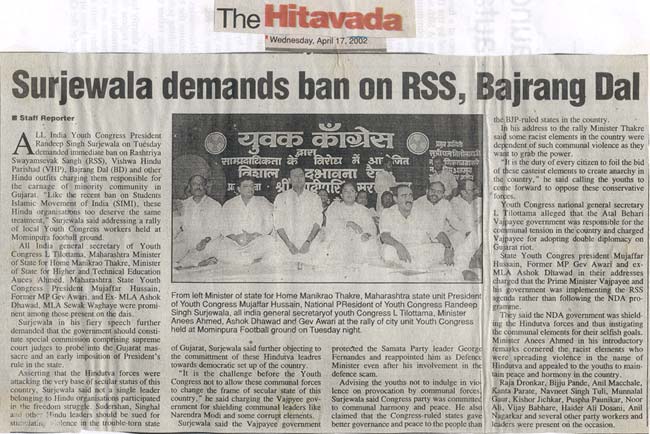 The Hitavada
Wednesday, April 17, 2002
Surjewala demands ban on RSS, Bajrang Dal
■ Staff Reporter
ALL India Youth Congress President
Randeep Singh Surjewala on Tuesday
demanded immediate ban on Rashtriya
Swayamsevak Sangh (RSS), Vishwa Hindu
Parishad (VHP), Bajrang Dal (BD) and other
Hindu outfits charging them responsible for
the carnage of minority community in
Gujarat. "Like the recent ban on Students
Islamic Movement of India (SIMI), these
Hindu organisations too deserve the same
treatment," Surjewala said addressing a rally
of local Youth Congress workers held at
Mominpura football ground.
All India general secretary of Youth
Congress L Tilottama, Maharashtra Minister
of State for Home Manikrao Thakre, Minister
of State for Higher and Technical Education
Anees Ahmed, Maharashtra State Youth
Congress President Mujaffar Hussain,
Former MP Gev Awari, and Ex-MLA Ashok
Dhawad, MLA Sewak Waghaye were promi-
nent among those present on the dais.
Surjewala in his fiery speech further
demanded that the government should consti-
tute special commission comprising supreme
court judges to probe into the Gujarat mas-
sacre and an early imposition of President's
rule in the state.
Asserting that the Hindutva forces were
attacking the very base of secular status of this
country, Surjewala said not a single leader
belonging to Hindu organisations participated
in the freedom struggle. Sudershan, Singhal
and other Hindu leaders should be sued for
violence in the trouble-torn state
युवक काँग्रेस
साम्प्रदायिकता के विरोध में
विशाल
From left Minister of state for Home Manikrao Thakre, Maharashtra state unit President
of Youth Congress Mujaffar Hussain, National PResident of Youth Congress Randeep
Singh Surjewala, all india general secretaryof youth Congress L Tilottama, Minister
Anees Ahmed, Ashok Dhawad and Gev Awari at the rally of city unit Youth Congress
held at Mominpura Football ground on Tuesday night.
of Gujarat, Surjewala said further objecting to
the commitment of these Hindutva leadres
towards democratic set up of the country.
"It is the challenge before the Youth
Congress not to allow these communal forces
to change the frame of secular state of this
country," he said charging the Vajpyee gov-
ernment for shielding communal leaders like
Narendra Modi and some corrupt elements.
Surjewala said the Vajpayee government
protected the Samata Party leader George
Fernandes and reappointed him as Defence
Minister even after his involvement in the
defence scam.
Advising the youths not to indulge in vio-
lence on provocation by communal forces,
Surjewala said Congress party was committed
to communal harmony and peace. He also
claimed that the Congress-ruled states gave
better governance and peace to the people than
the BJP-ruled states in the country.
In his address to the rally Minister Thakre
said some racist elements in the country were
dependent of such communal violence as they
want to grab the power.
"It is the duty of every citizen to foil the bid
of these casteist elements to create anarchy in
the country," he said calling the youths to
come forward to oppose these conservative
forces.
Youth Congress national general secretary
L Tilottama alleged that the Atal Behari
Vajpayee government was responsible for the
communal tension in the country and charged
Vajpayee for adopting double diplomacy on
Gujarat riot.
State Youth Congres president Mujaffar
Hussain, Former MP Gev Awari and ex-
MLA Ashok Dhawad in their addresses
charged that the Prime Minister Vajpayee and
his government was implementing the RSS
agenda rather than following the NDA pro-
gramme.
They said the NDA government was shield-
ing the Hindutva forces and thus instigating
the communal elements for their selfish goals.
Minister Anees Ahmed in his introductory
remarks cornered the racist elements who
were spreading violence in the name of
Hindutva and appealed to the youths to main-
tain peace and hormony in the country.
Raja Dronkar, Bijju Pande, Anil Macchale,
Kanta Parate, Navneet Singh Tuli, Munnalal
Gaur, Kishor Jichkar, Puspha Paunikar, Noor
Ali, Vijay Babhare, Haider Ali Dosani, Anil
Nagarkar and several other party workers and
leaders were present on the occasion.